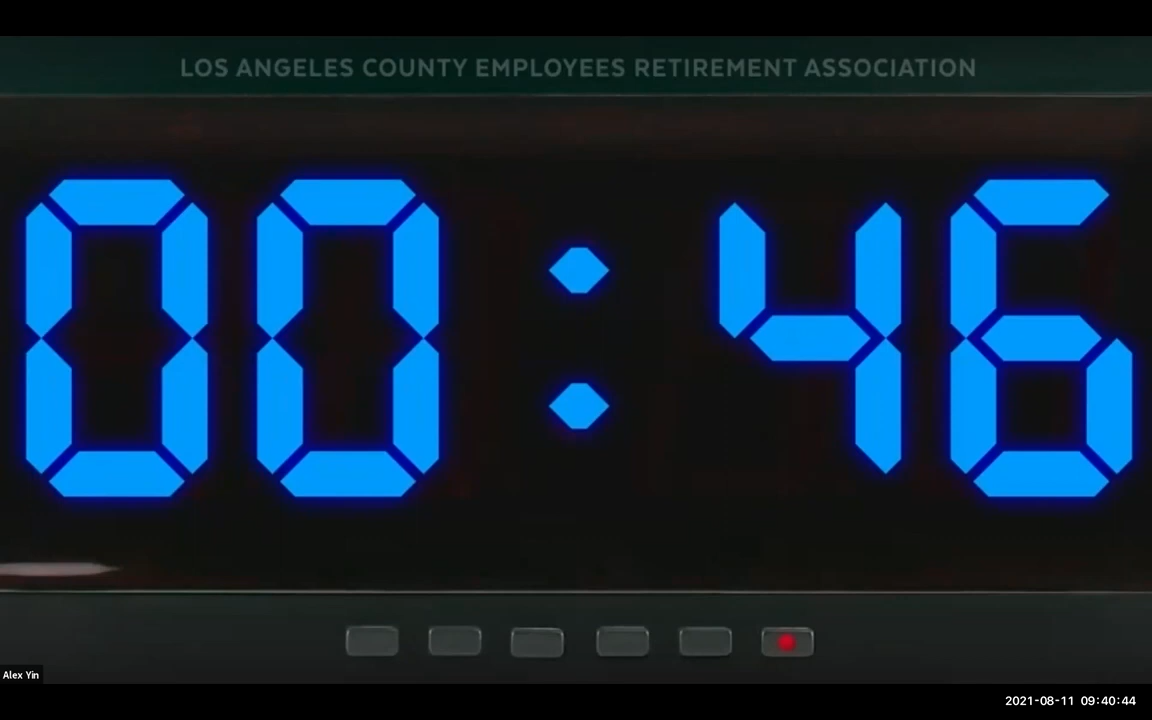 LOS ANGELES COUNTY EMPLOYEES RETIREMENT ASSOCIATION
00:46
Alex Yin
2021-08-11 09:40:44